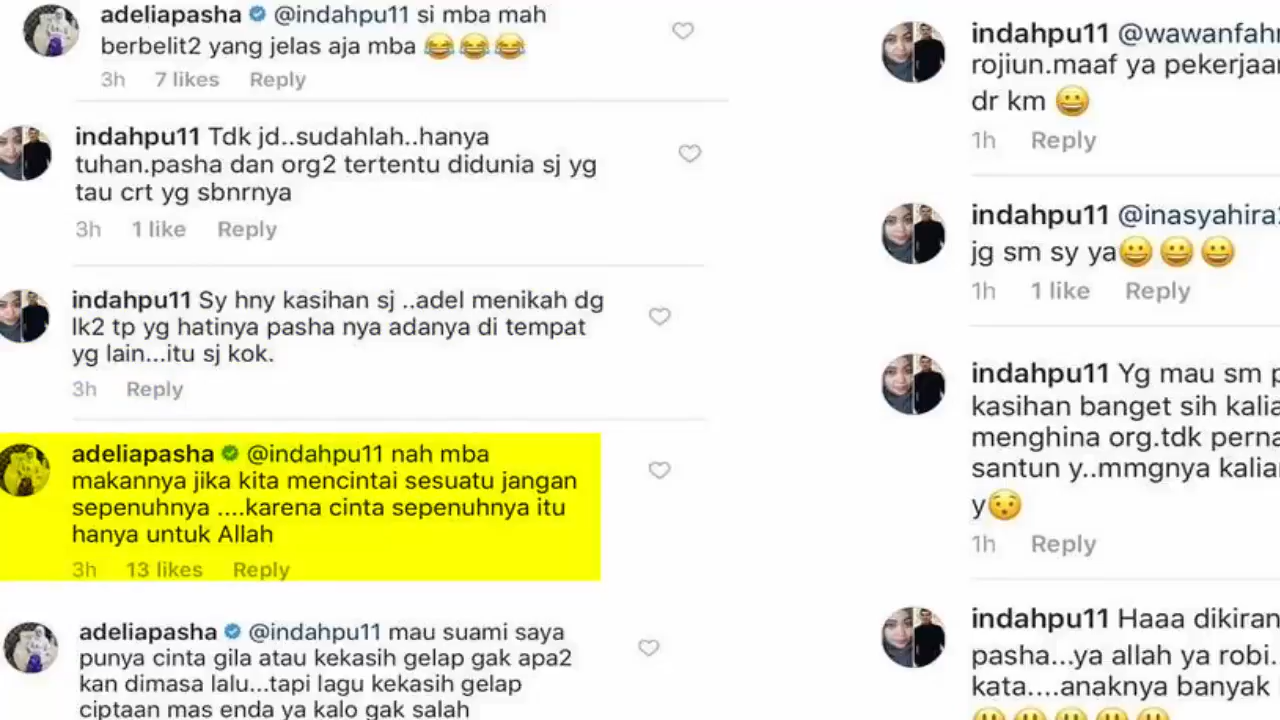 adeliapasha @indahpu11 si mba mah
berbelit2 yang jelas aja mba 😂😂😂
3h 7 likes Reply
indahpu11 Tdk jd..sudahlah..hanya
tuhan.pasha dan org2 tertentu didunia sj yg
tau crt yg sbnrnya
3h 1 like Reply
indahpu11 Sy hny kasihan sj ..adel menikah dg
lk2 tp yg hatinya pasha nya adanya di tempat
yg lain...itu sj kok.
3h Reply
adeliapasha @indahpu11 nah mba
makannya jika kita mencintai sesuatu jangan
sepenuhnya ....karena cinta sepenuhnya itu
hanya untuk Allah
3h 13 likes Reply
adeliapasha @indahpu11 mau suami saya
punya cinta gila atau kekasih gelap gak apa2
kan dimasa lalu...tapi lagu kekasih gelap
ciptaan mas enda ya kalo gak salah
indahpu11 @wawanfahr
rojiun.maaf ya pekerjaan
dr km 😀
1h Reply
indahpu11 @inasyahira
jg sm sy ya😀😀😀
1h 1 like Reply
indahpu11 Yg mau sm p
kasihan banget sih kalia
menghina org.tdk perna
santun y..mmgnya kalian
y😯
1h Reply
indahpu11 Haaa dikiran
pasha...ya allah ya robi..
kata....anaknya banyak